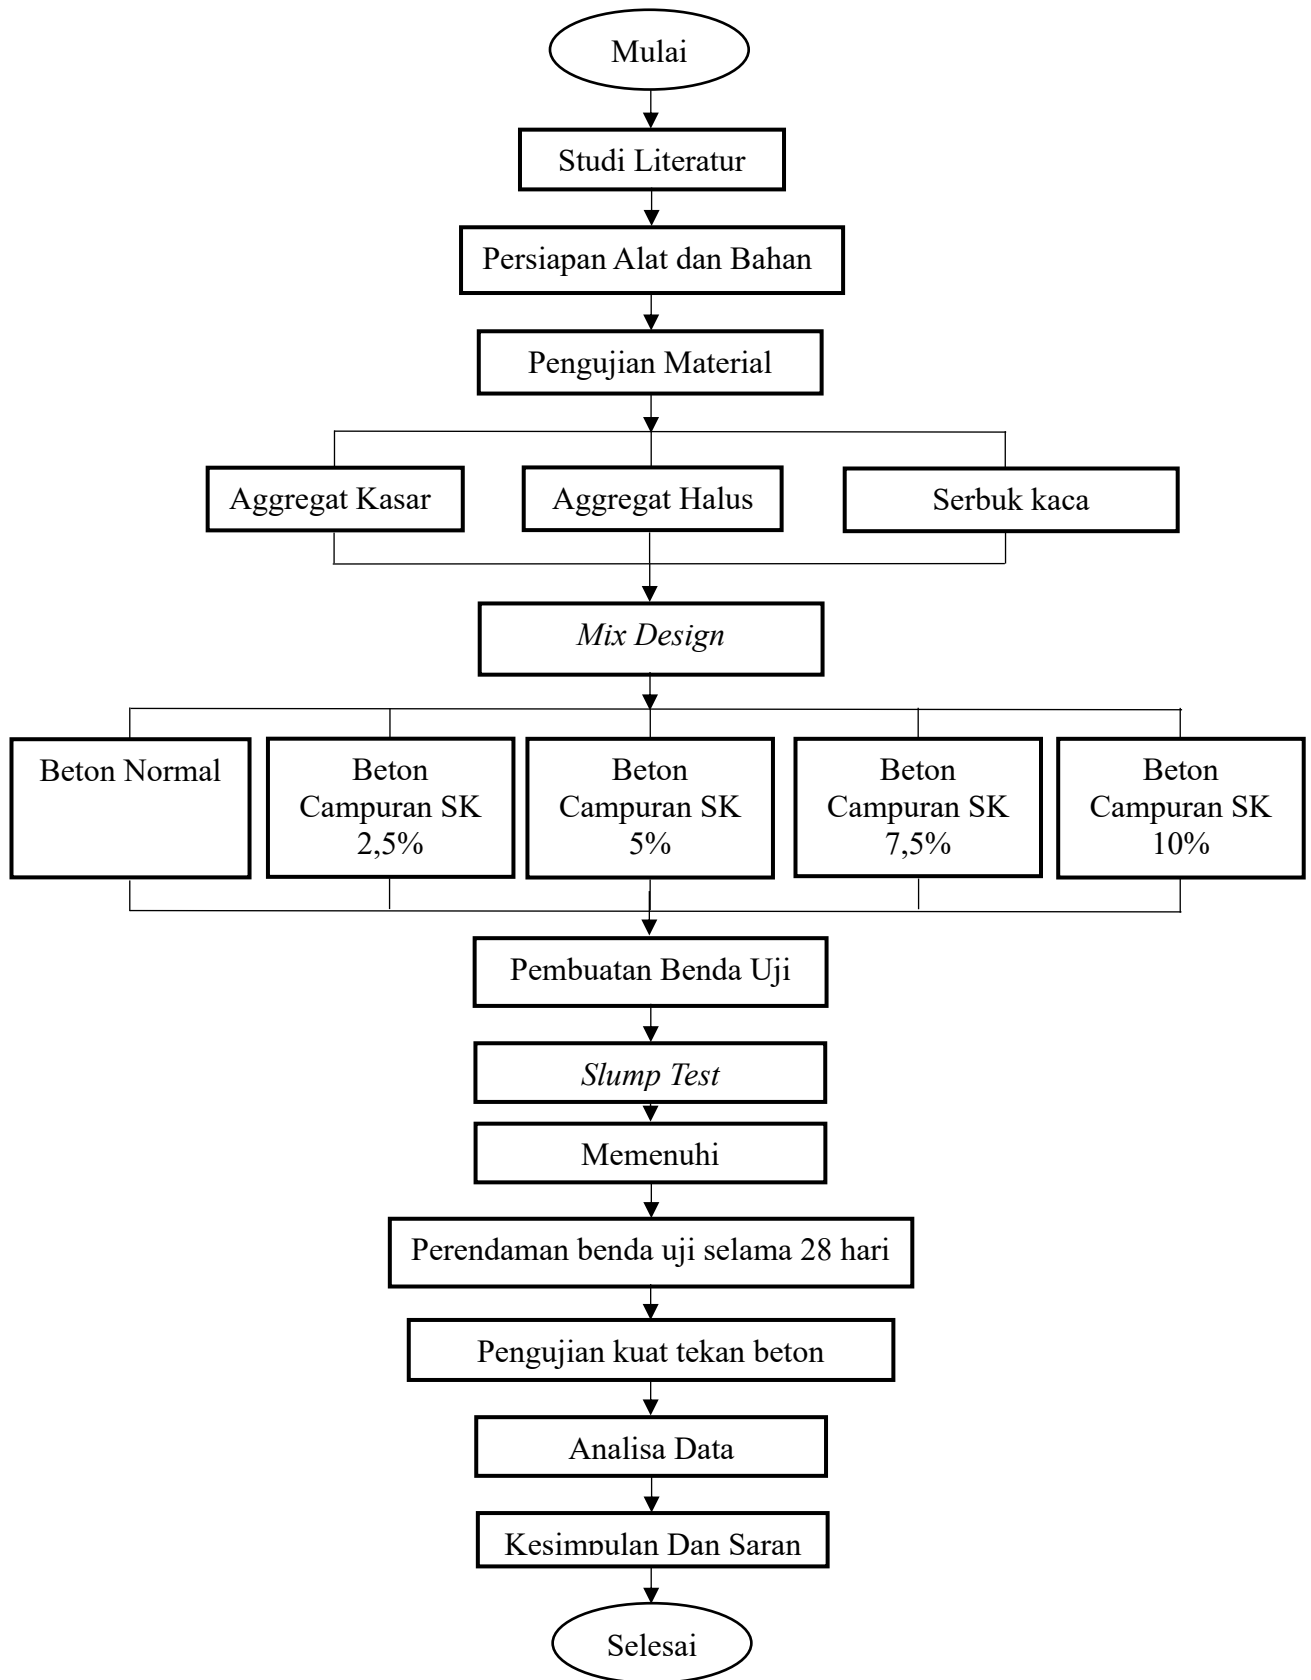 Mulai
Studi Literatur
Persiapan Alat dan Bahan
Pengujian Material
Aggregat Kasar
Aggregat Halus
Serbuk kaca
Mix Design
Beton Normal
Beton
Campuran SK
2,5%
Beton
Campuran SK
5%
Beton
Campuran SK
7,5%
Beton
Campuran SK
10%
Pembuatan Benda Uji
Slump Test
Memenuhi
Perendaman benda uji selama 28 hari
Pengujian kuat tekan beton
Analisa Data
Kesimpulan Dan Saran
Selesai